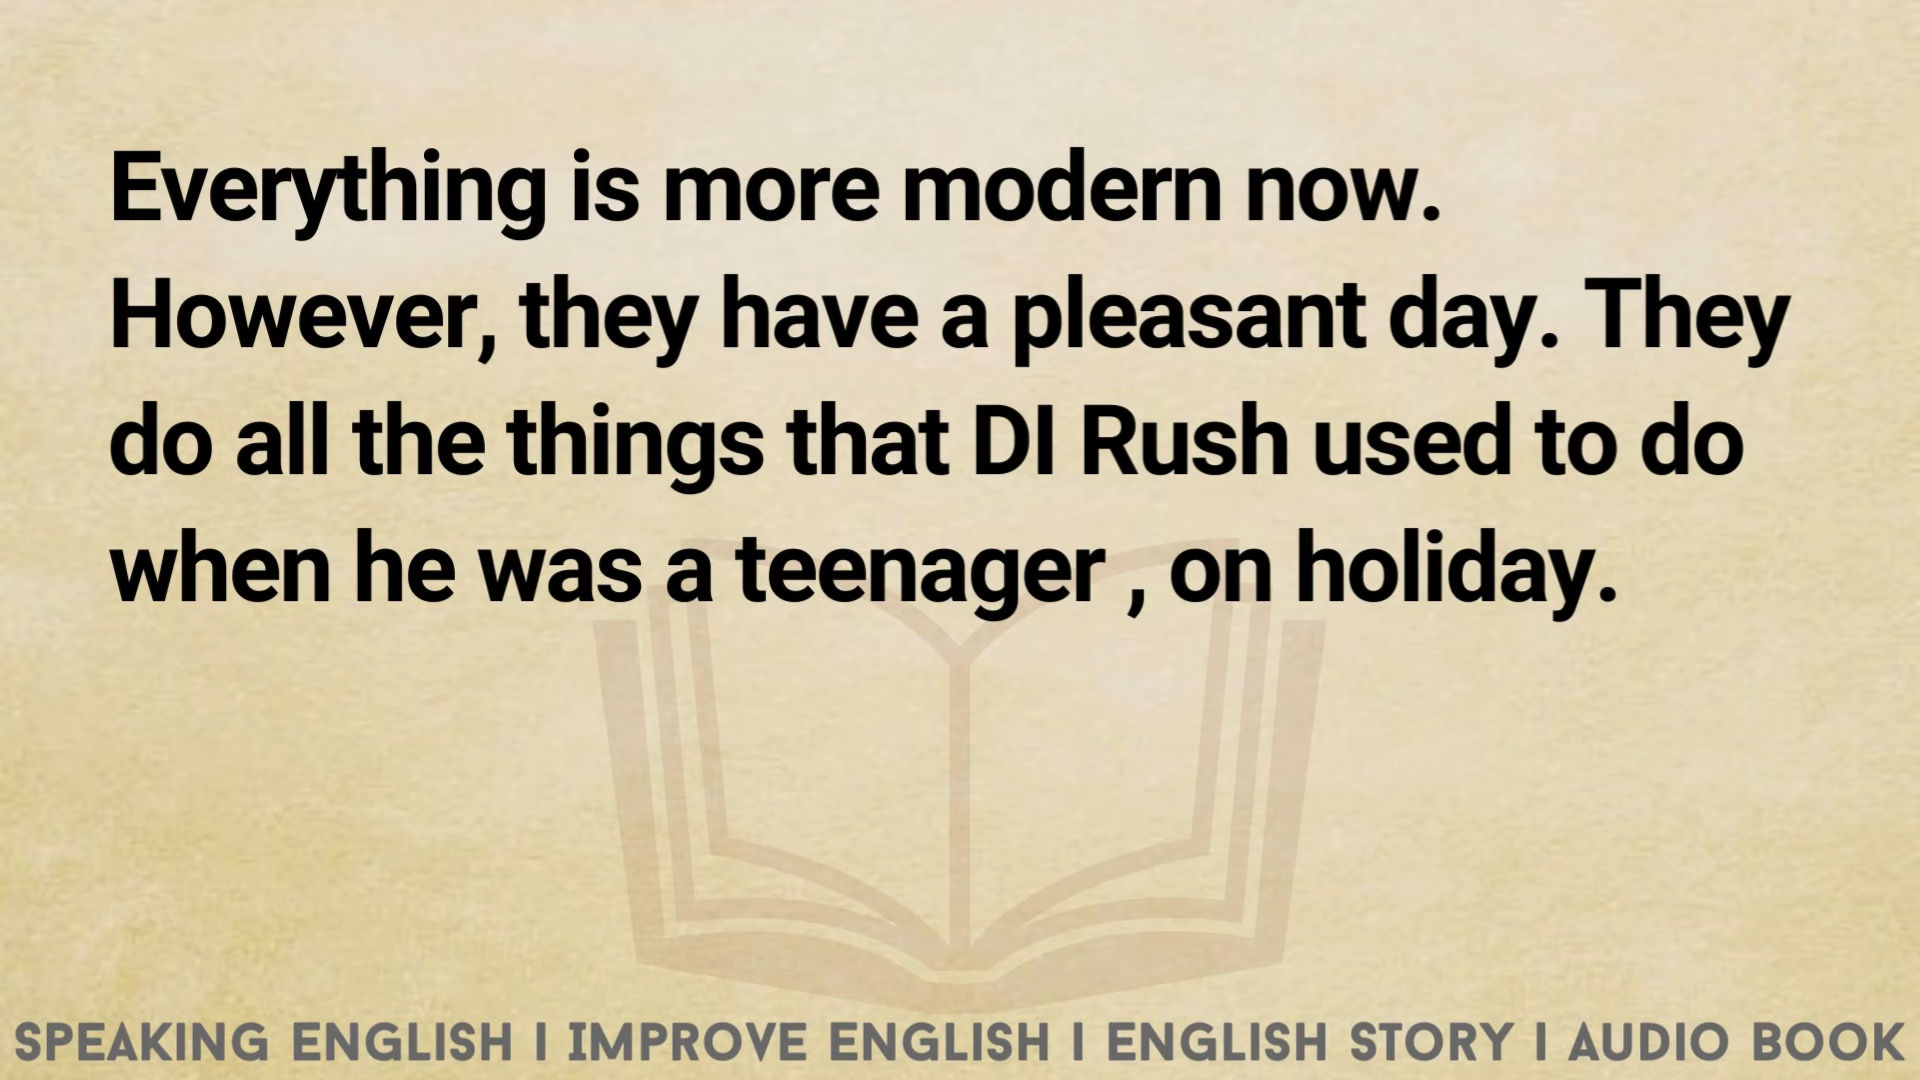 Everything is more modern now.
However, they have a pleasant day. They
do all the things that DI Rush used to do
when he was a teenager , on holiday.
SPEAKING ENGLISH I IMPROVE ENGLISH I ENGLISH STORY I AUDIO BOOK